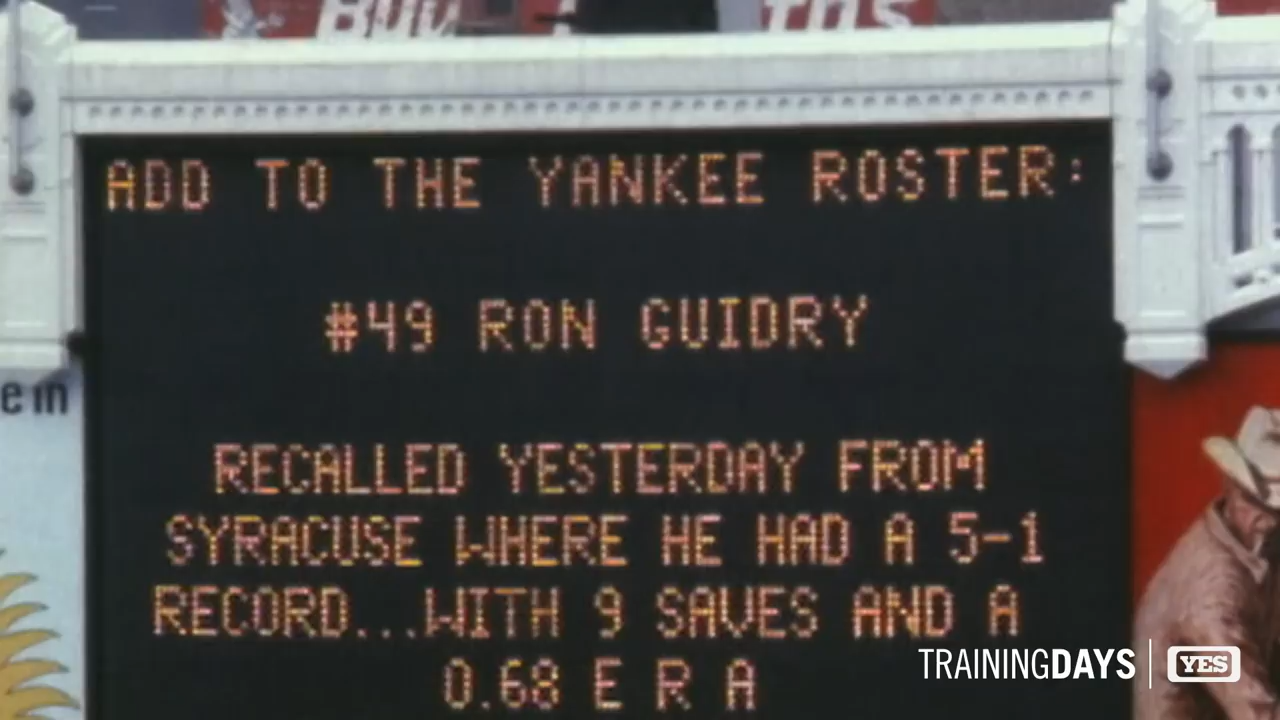 ADD TO THE YANKEE ROSTER:
#49 RON GUIDRY
e in
RECALLED YESTERDAY FROM
SYRACUSE WHERE HE HAD A 5-1
RECORD...WITH 9 SAVES AND A
0.68 E R A
TRAININGDAYS | YES